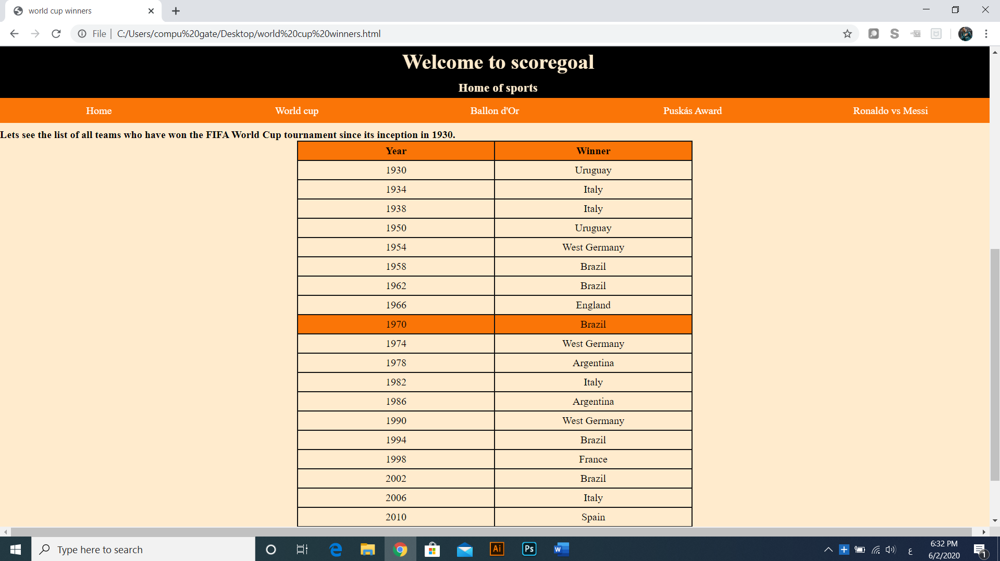 world cup winners
File | C:/Users/compu%20gate/Desktop/world%20cup%20winners.html
S
Welcome to scoregoal
Home of sports
Home World cup Ballon d'Or Puskás Award Ronaldo vs Messi
Lets see the list of all teams who have won the FIFA World Cup tournament since its inception in 1930.
Year Winner
1930 Uruguay
1934 Italy
1938 Italy
1950 Uruguay
1954 West Germany
1958 Brazil
1962 Brazil
1966 England
1970 Brazil
1974 West Germany
1978 Argentina
1982 Italy
1986 Argentina
1990 West Germany
1994 Brazil
1998 France
2002 Brazil
2006 Italy
2010 Spain
Type here to search
Ai
Ps
W
ع
6:32 PM
6/2/2020
1